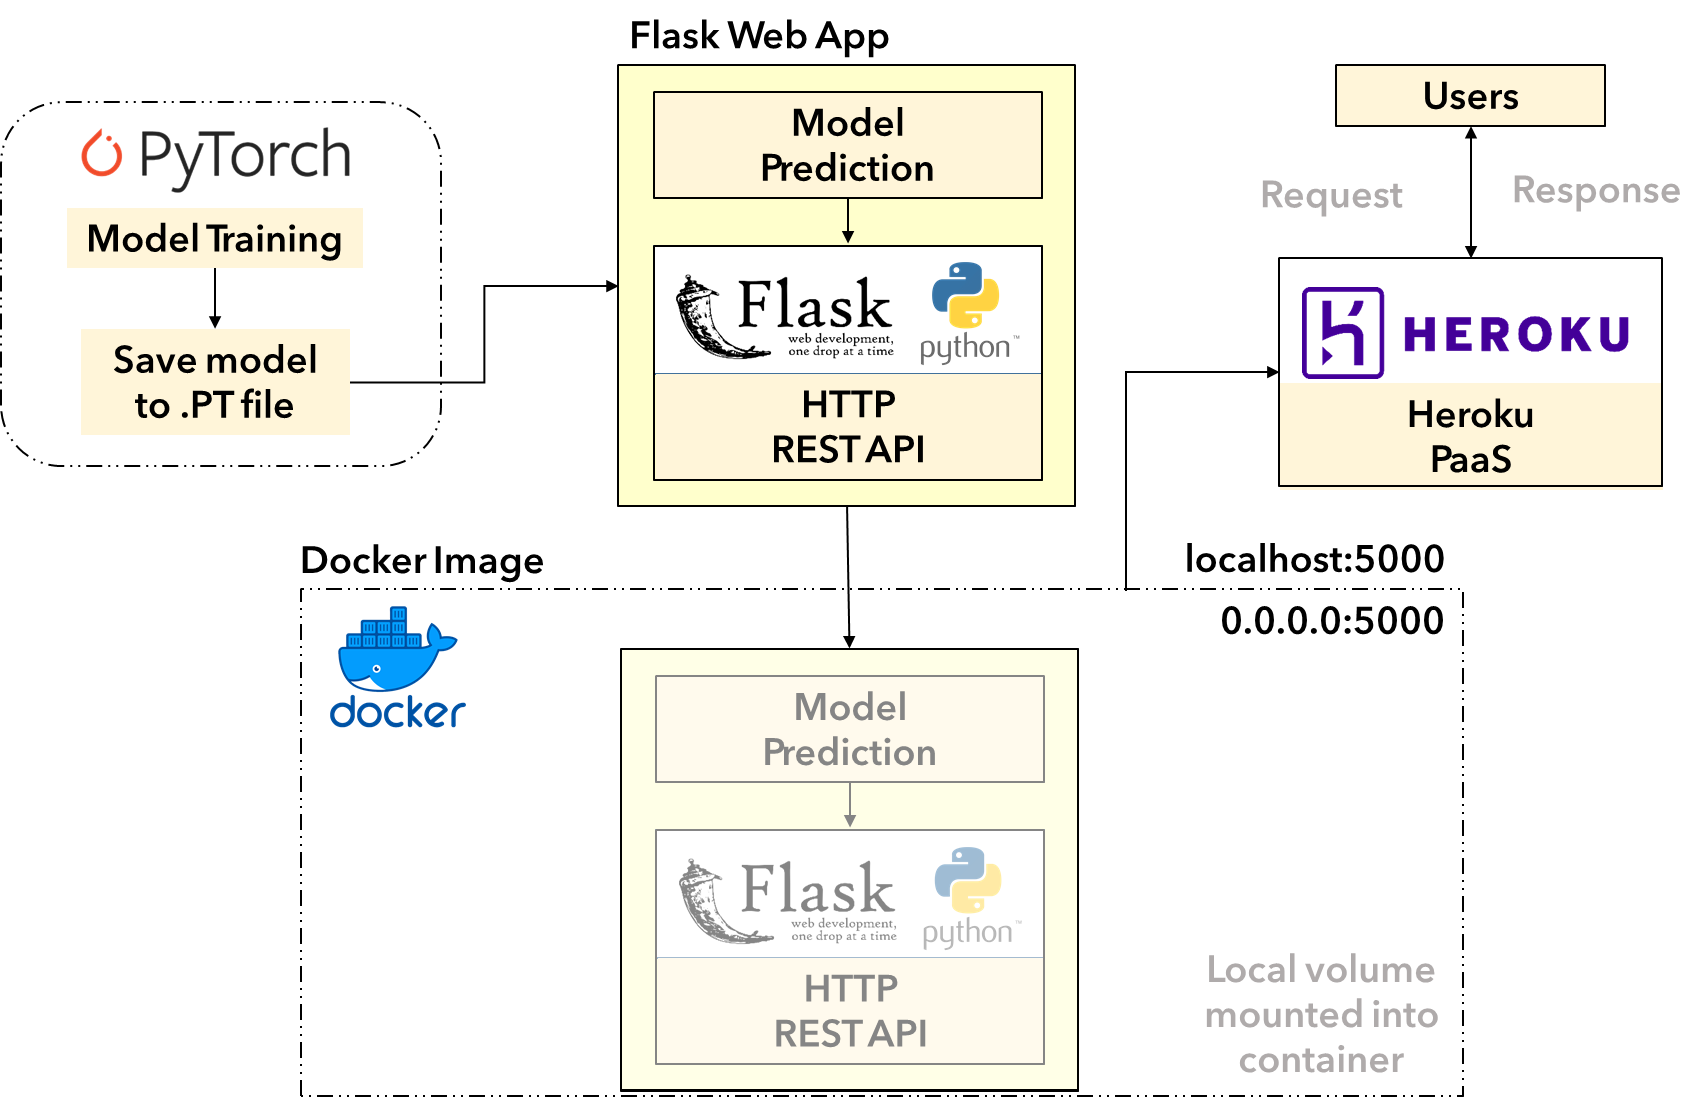 Flask Web App
PyTorch
Model Training
Save model
to .PT file
Model
Prediction
Flask
web development,
one drop at a time
python™
HTTP
REST API
Users
Request
Response
HEROKU
Heroku
PaaS
Docker Image
localhost:5000
0.0.0.0:5000
docker
Model
Prediction
Flask
web development,
one drop at a time
python™
HTTP
REST API
Local volume
mounted into
container